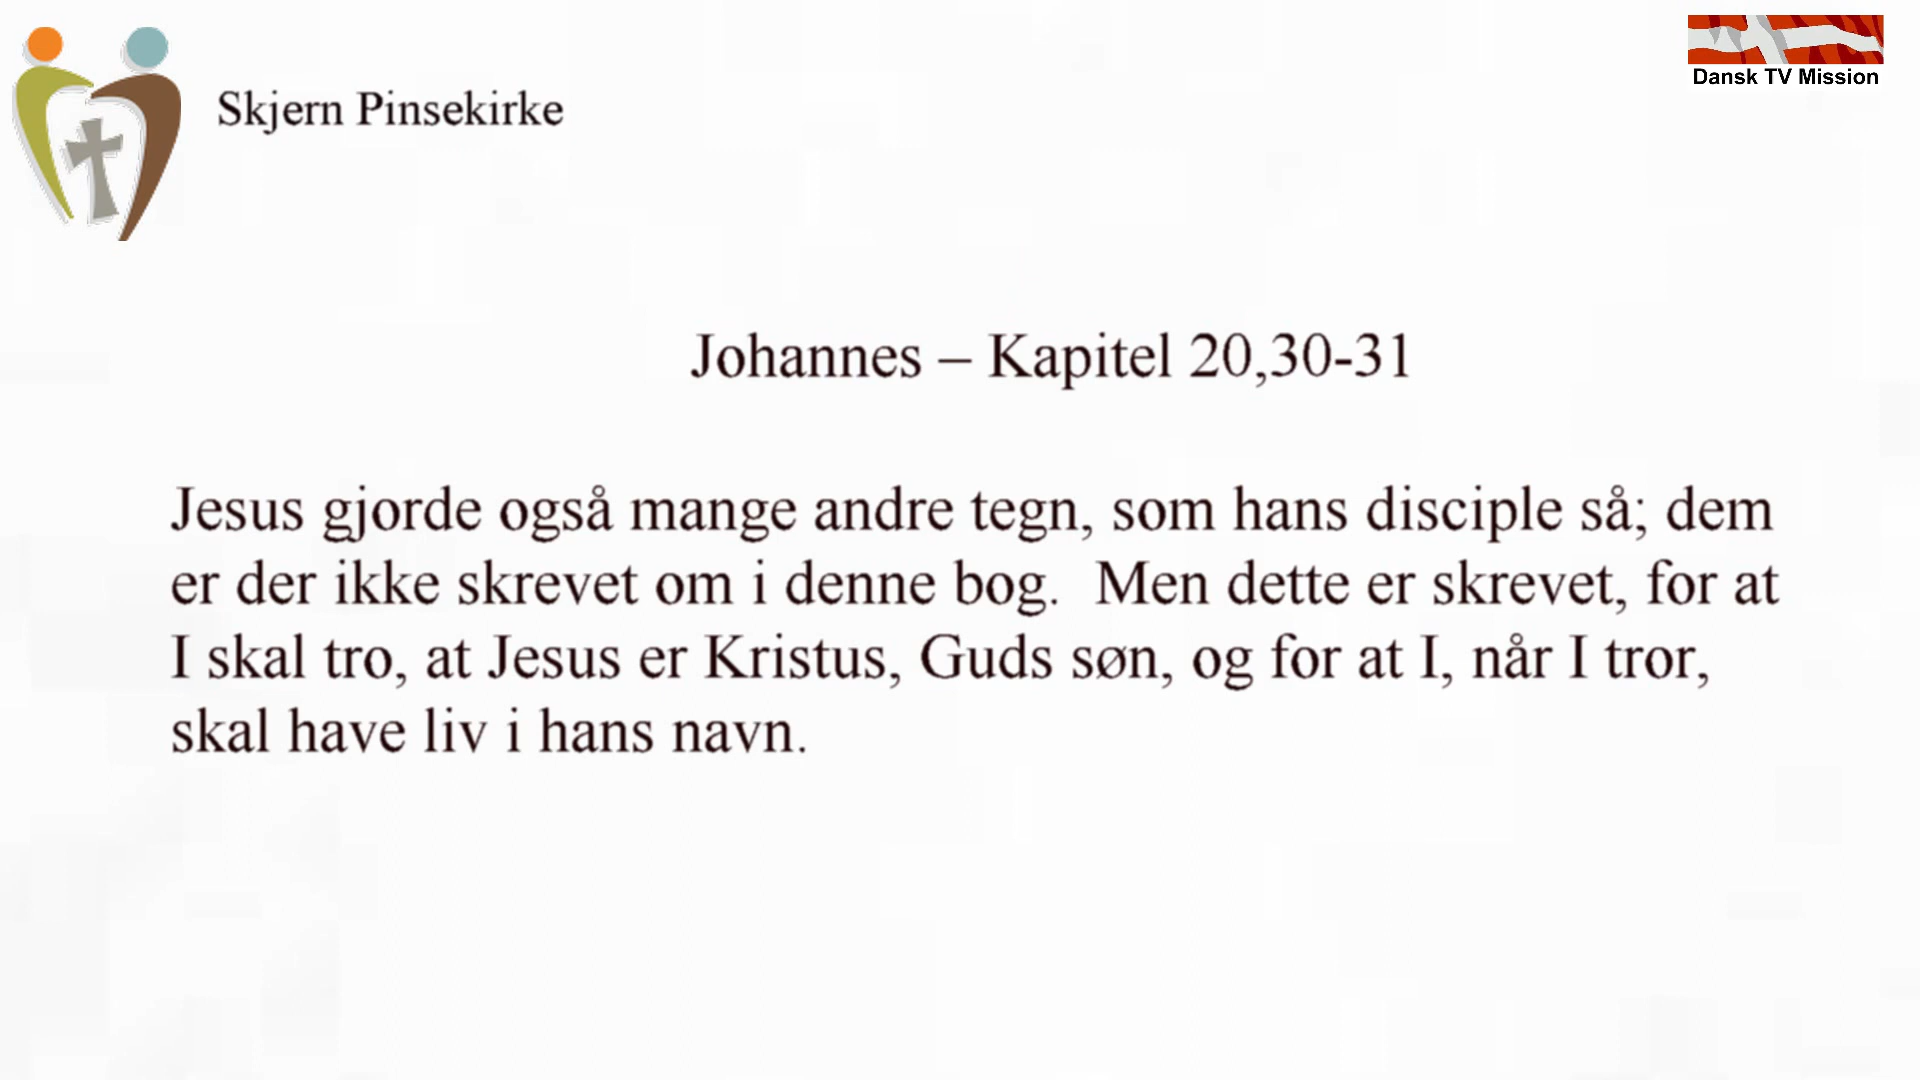 Dansk TV Mission
Skjern Pinsekirke
Johannes – Kapitel 20,30-31
Jesus gjorde også mange andre tegn, som hans disciple så; dem
er der ikke skrevet om i denne bog.  Men dette er skrevet, for at
I skal tro, at Jesus er Kristus, Guds søn, og for at I, når I tror,
skal have liv i hans navn.